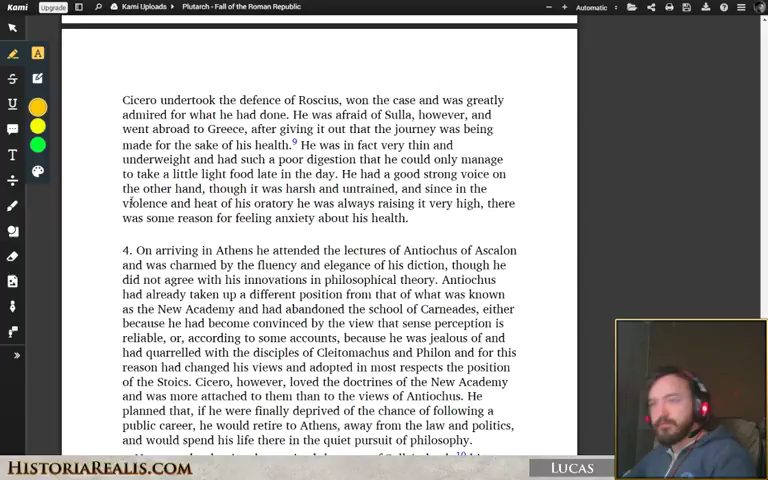 Kami
Upgrade
Kami Uploads
Plutarch - Fall of the Roman Republic
Automatic
Cicero undertook the defence of Roscius, won the case and was greatly
admired for what he had done. He was afraid of Sulla, however, and
went abroad to Greece, after giving it out that the journey was being
made for the sake of his health.9 He was in fact very thin and
underweight and had such a poor digestion that he could only manage
to take a little light food late in the day. He had a good strong voice on
the other hand, though it was harsh and untrained, and since in the
violence and heat of his oratory he was always raising it very high, there
was some reason for feeling anxiety about his health.
4. On arriving in Athens he attended the lectures of Antiochus of Ascalon
and was charmed by the fluency and elegance of his diction, though he
did not agree with his innovations in philosophical theory. Antiochus
had already taken up a different position from that of what was known
as the New Academy and had abandoned the school of Carneades, either
because he had become convinced by the view that sense perception is
reliable, or, according to some accounts, because he was jealous of and
had quarrelled with the disciples of Cleitomachus and Philon and for this
reason had changed his views and adopted in most respects the position
of the Stoics. Cicero, however, loved the doctrines of the New Academy
and was more attached to them than to the views of Antiochus. He
planned that, if he were finally deprived of the chance of following a
public career, he would retire to Athens, away from the law and politics,
and would spend his life there in the quiet pursuit of philosophy.
10
HistoriaRealis.com
Lucas